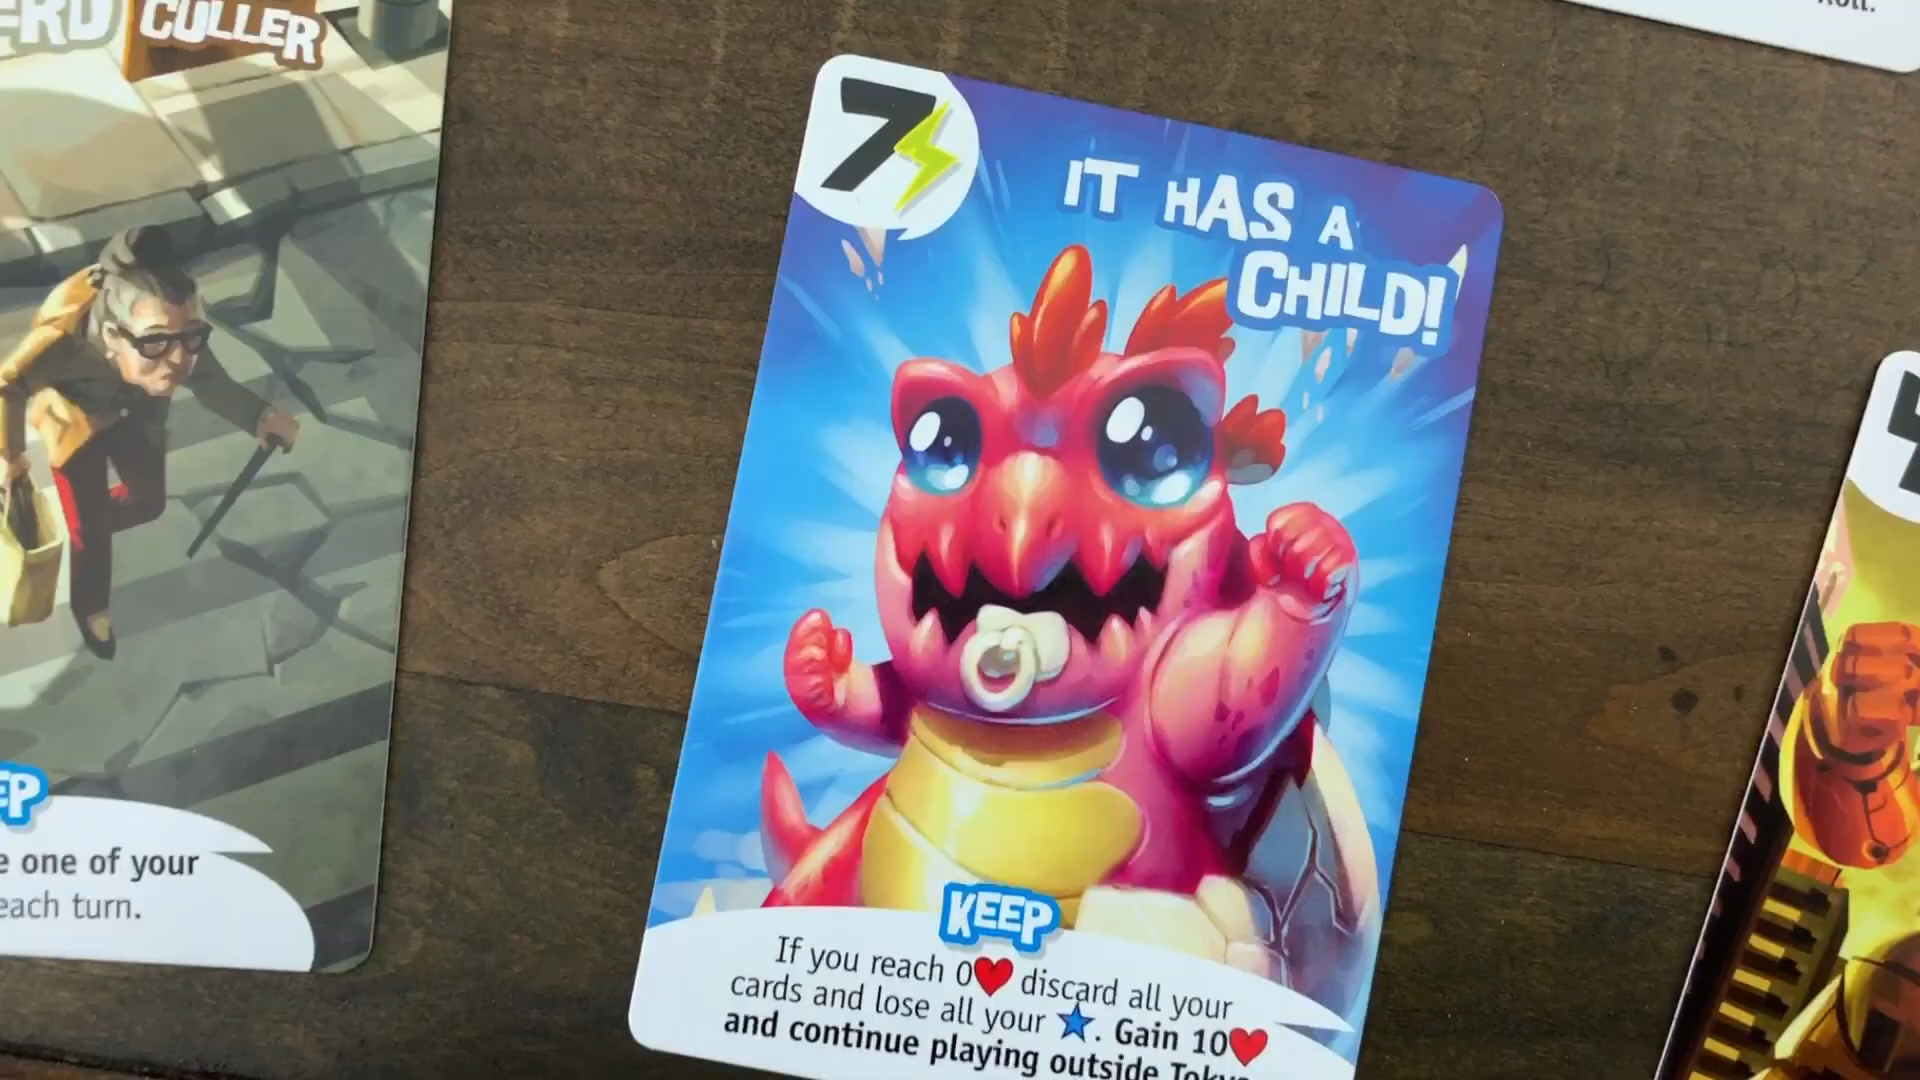 CULLER
EP
one of your
each turn.
7
IT HAS A
CHILD!
KEEP
If you reach 0 discard all your
cards and lose all your . Gain 10
and continue playing outside